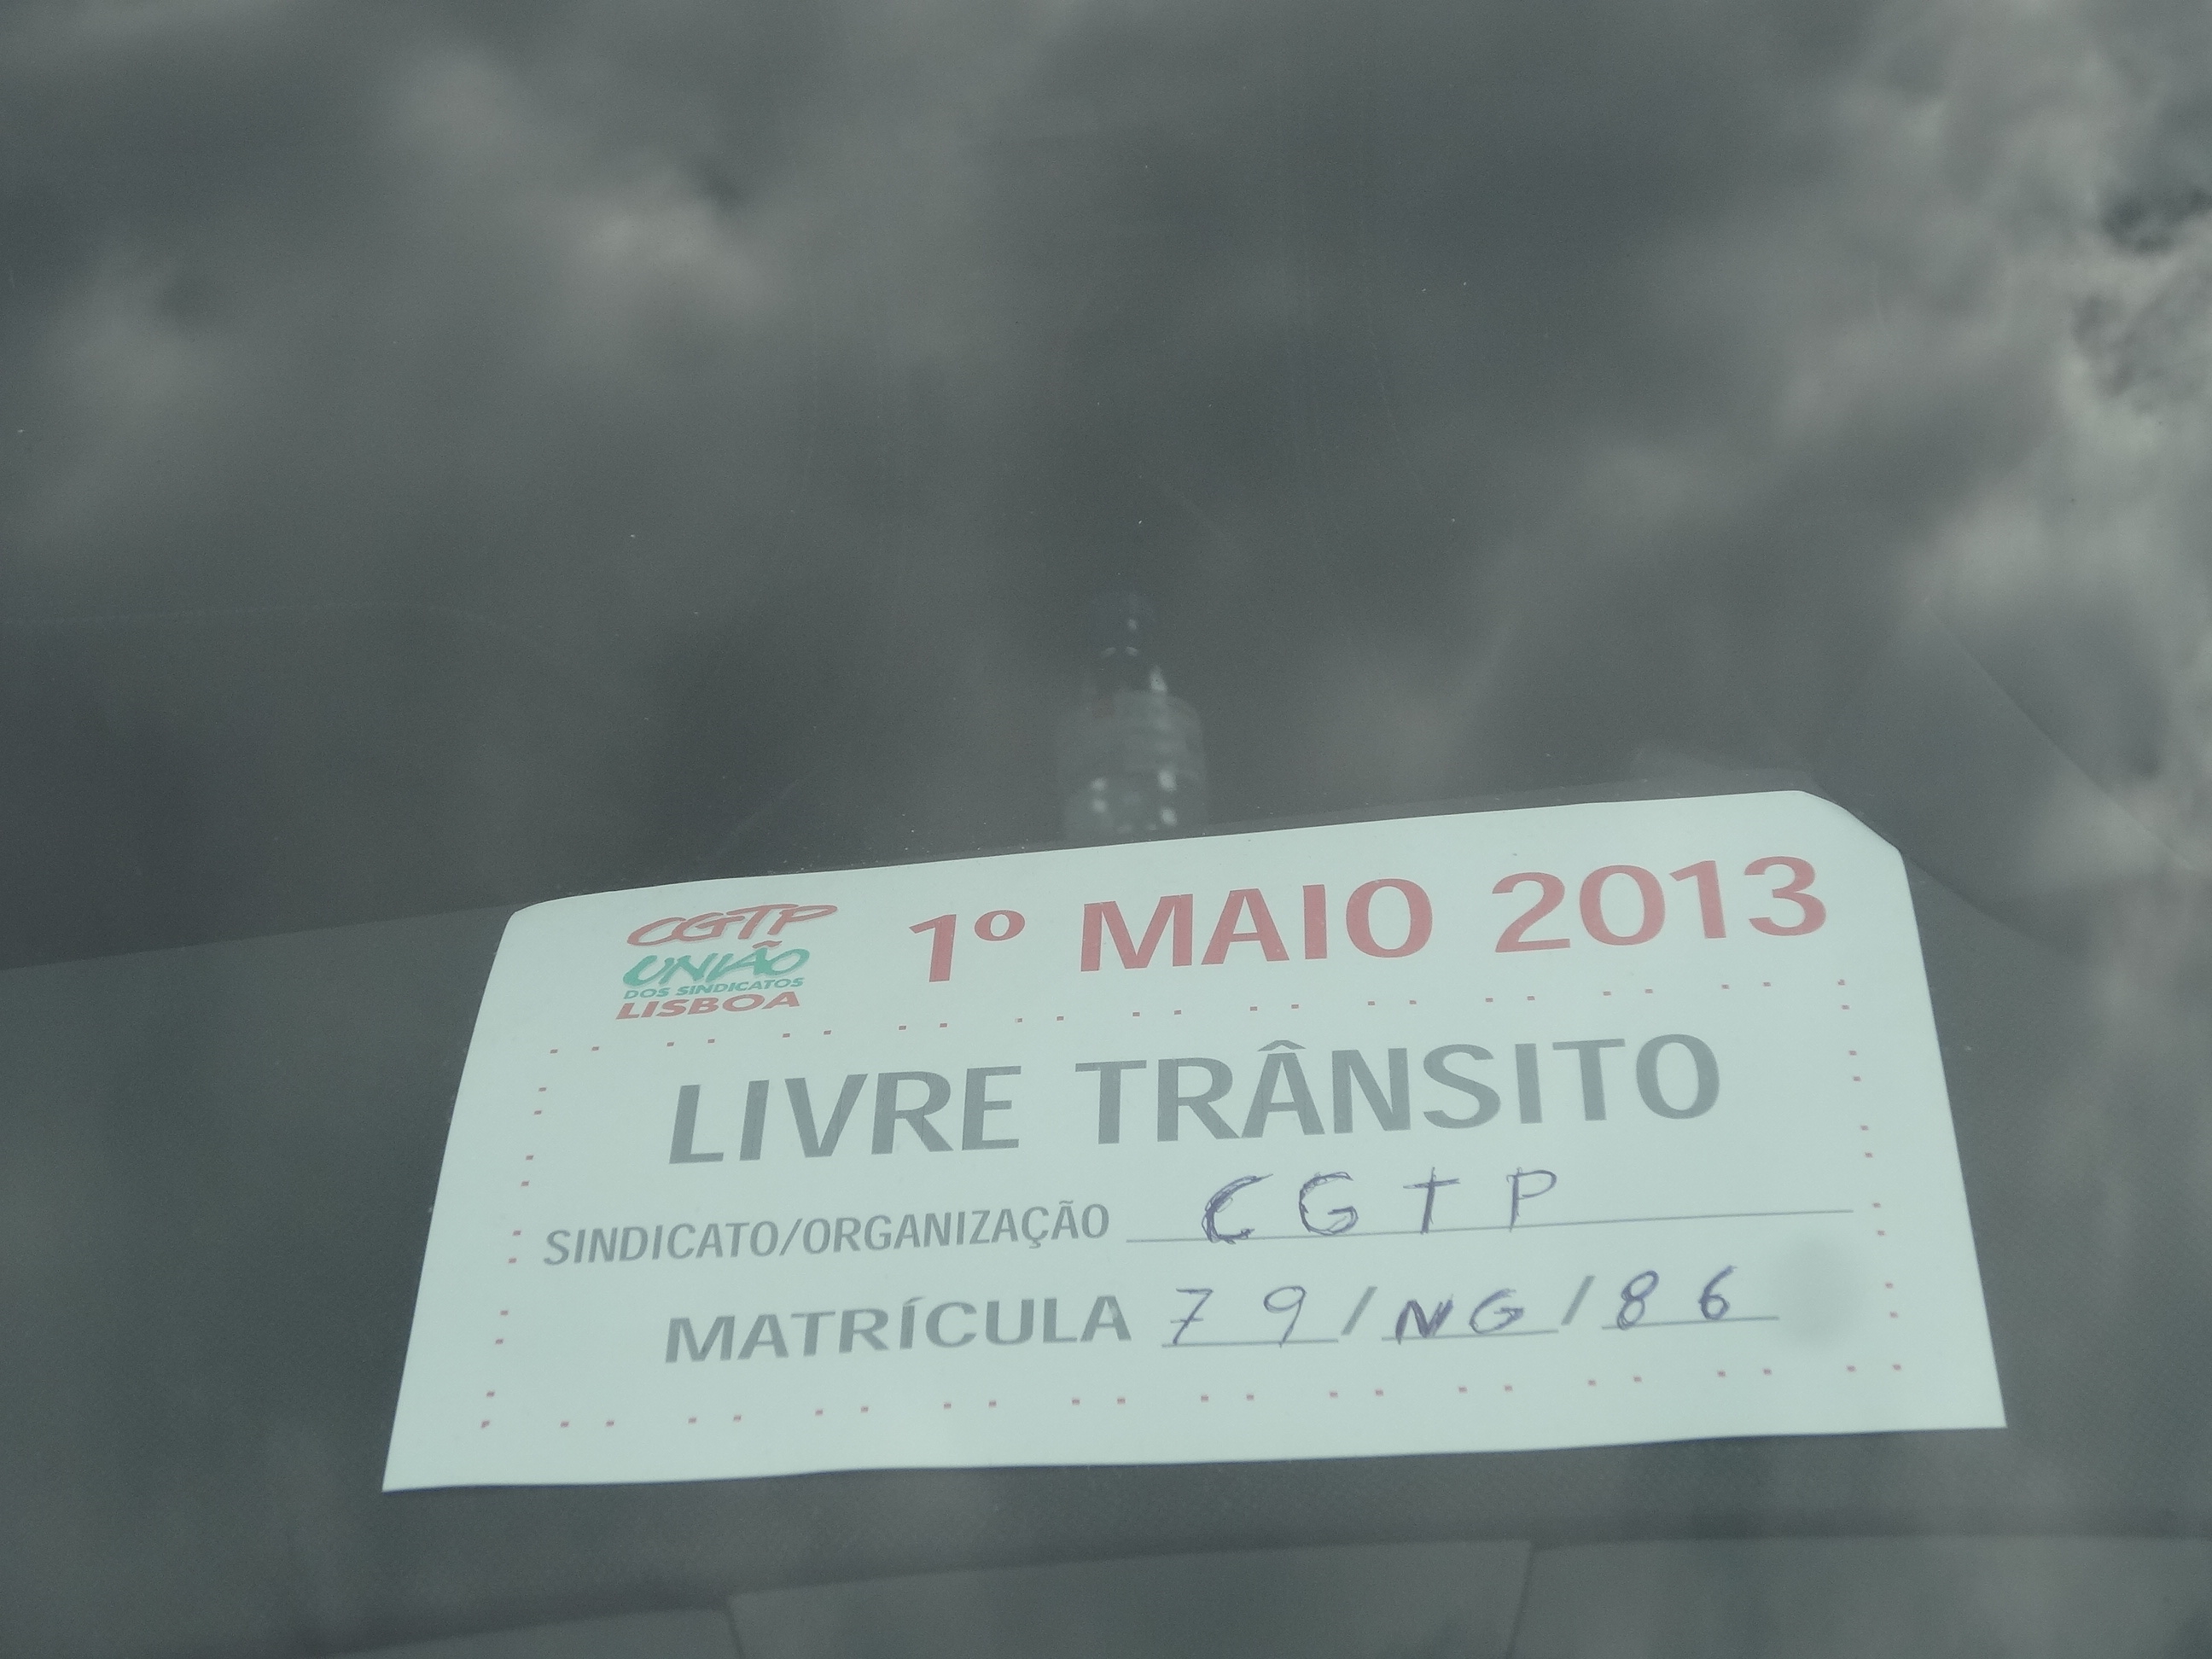 CGTP
UNIÃO
DOS SINDICATOS
LISBOA
1º MAIO 2013
LIVRE TRÂNSITO
SINDICATO/ORGANIZAÇÃO CGTP
MATRÍCULA 79/NG/86